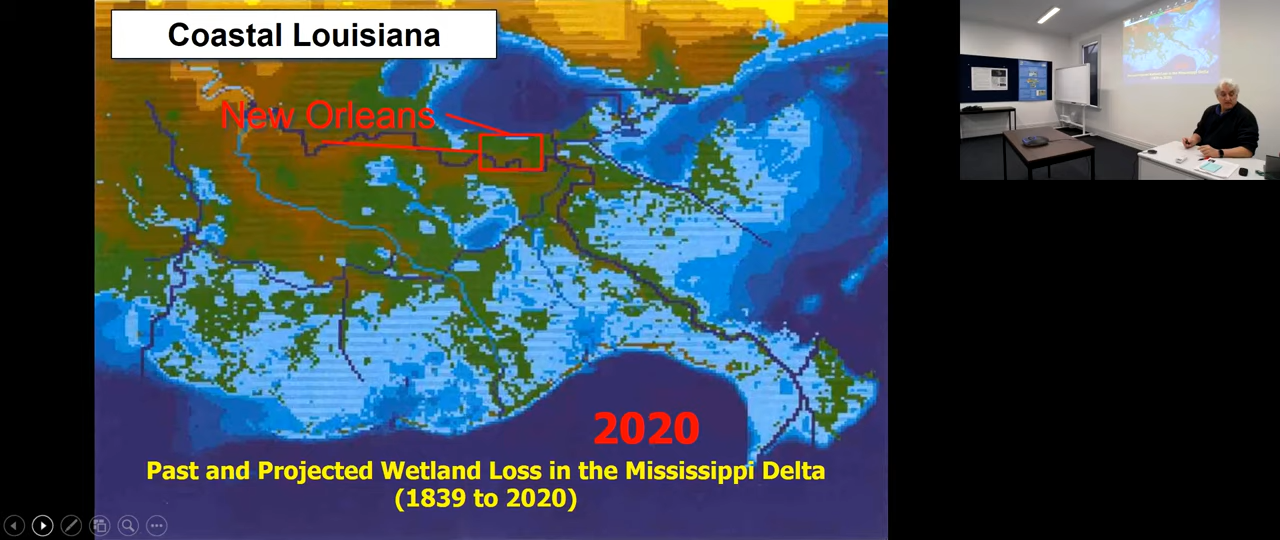 Coastal Louisiana
New Orleans
2020
Past and Projected Wetland Loss in the Mississippi Delta
(1839 to 2020)